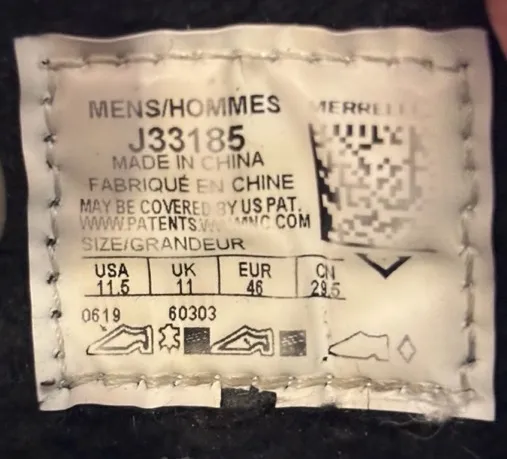 MENS/HOMMES MERRELL
J33185
MADE IN CHINA
FABRIQUÉ EN CHINE
MAY BE COVERED BY US PAT.
SIZE/GRANDEUR
USA UK EUR CN
11.5 11 46 29.5
0619 60303